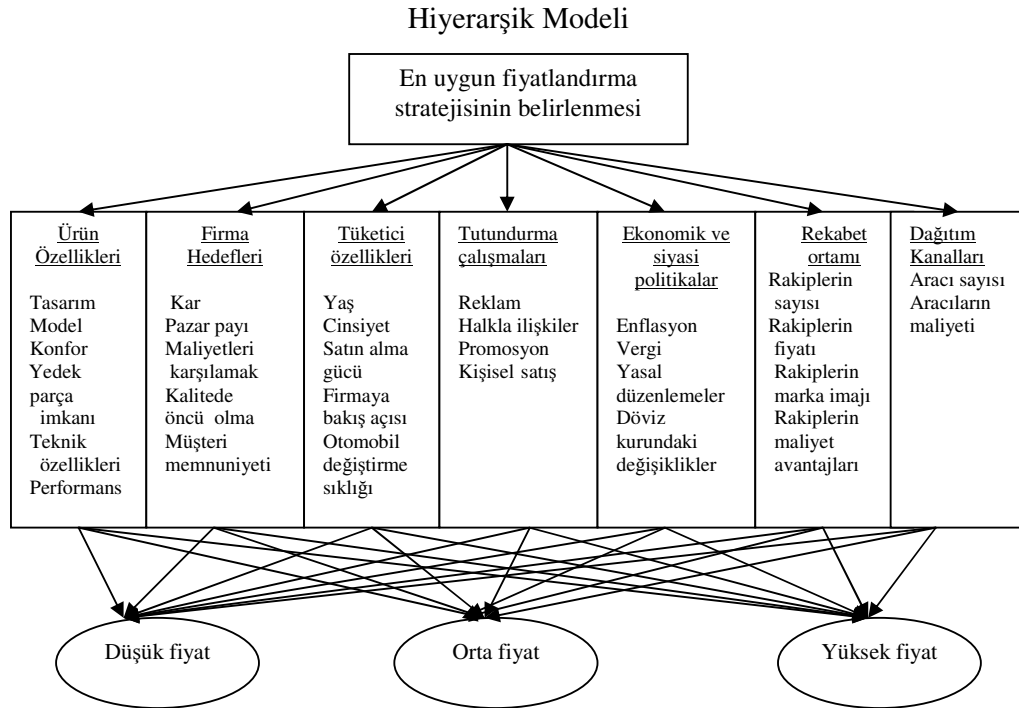 Hiyerarşik Modeli
En uygun fiyatlandırma
stratejisinin belirlenmesi
Ürün
Özellikleri
Tasarım
Model
Konfor
Yedek
parça
imkanı
Teknik
özellikleri
Performans
Firma
Hedefleri
Kar
Pazar payı
Maliyetleri
karşılamak
Kalitede
öncü olma
Müşteri
memnuniyeti
Tüketici
özellikleri
Yaş
Cinsiyet
Satın alma
gücü
Firmaya
bakış açısı
Otomobil
değiştirme
sıklığı
Tutundurma
çalışmaları
Reklam
Halkla ilişkiler
Promosyon
Kişisel satış
Ekonomik ve
siyasi
politikalar
Enflasyon
Vergi
Yasal
düzenlemeler
Döviz
kurundaki
değişiklikler
Rekabet
ortamı
Rakiplerin
sayısı
Rakiplerin
fiyatı
Rakiplerin
marka imajı
Rakiplerin
maliyet
avantajları
Dağıtım
Kanalları
Aracı sayısı
Aracıların
maliyeti
Düşük fiyat
Orta fiyat
Yüksek fiyat